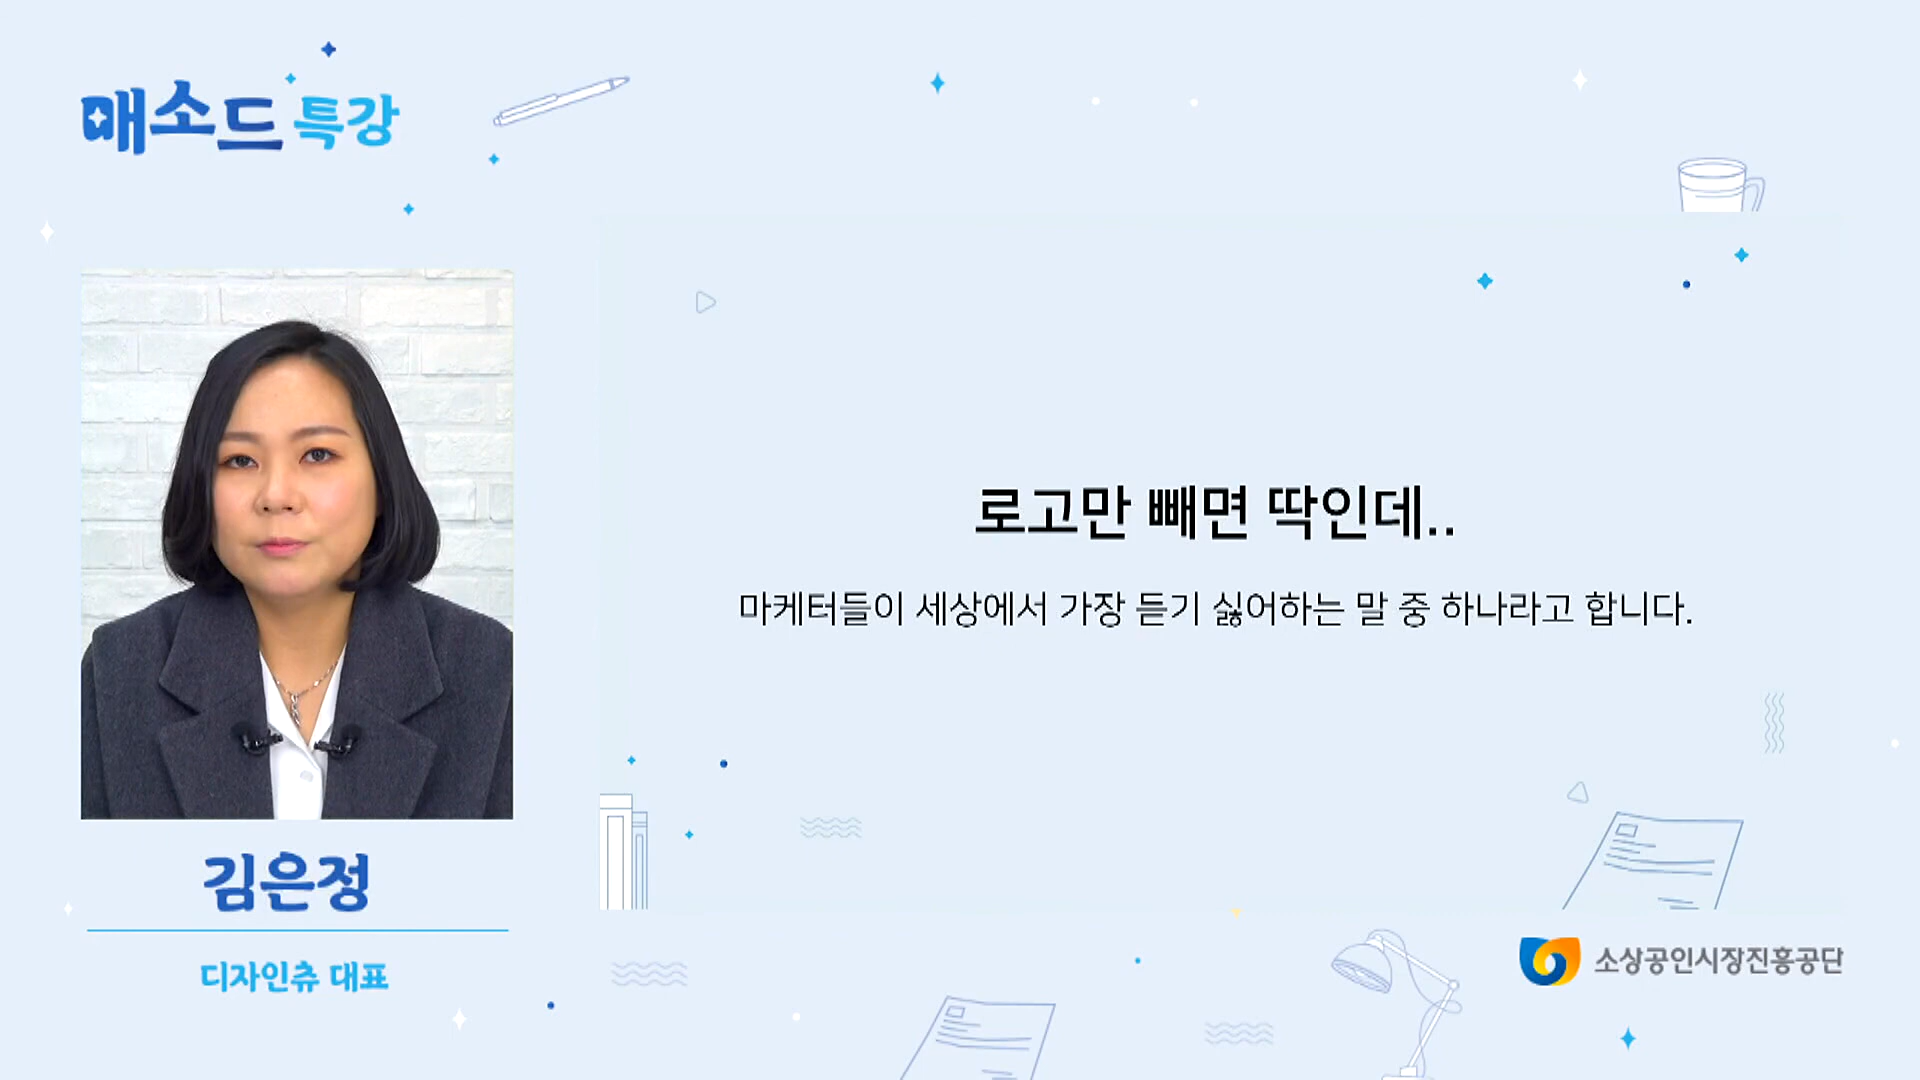 매소드 특강
로고만 빼면 딱인데..
마케터들이 세상에서 가장 듣기 싫어하는 말 중 하나라고 합니다.
김은정
디자인츄 대표
소상공인시장진흥공단